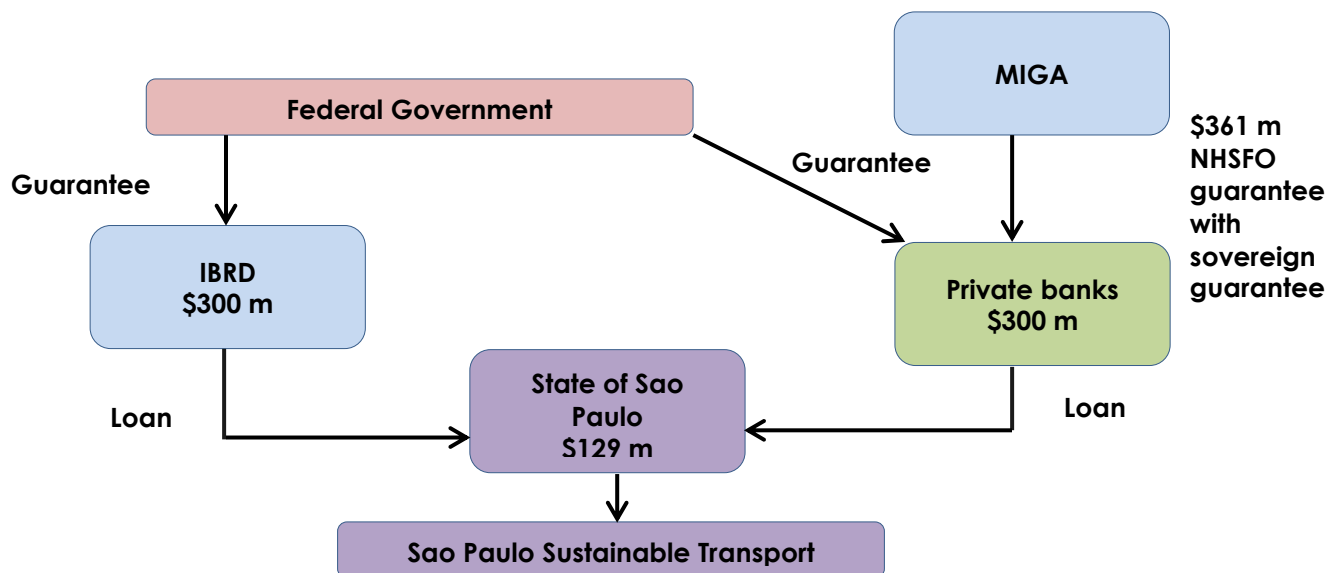 MIGA
Federal Government
$361 m
NHSFO
guarantee
with
sovereign
guarantee
Guarantee
Guarantee
IBRD
$300 m
Private banks
$300 m
State of Sao
Paulo
$129 m
Loan
Loan
Sao Paulo Sustainable Transport